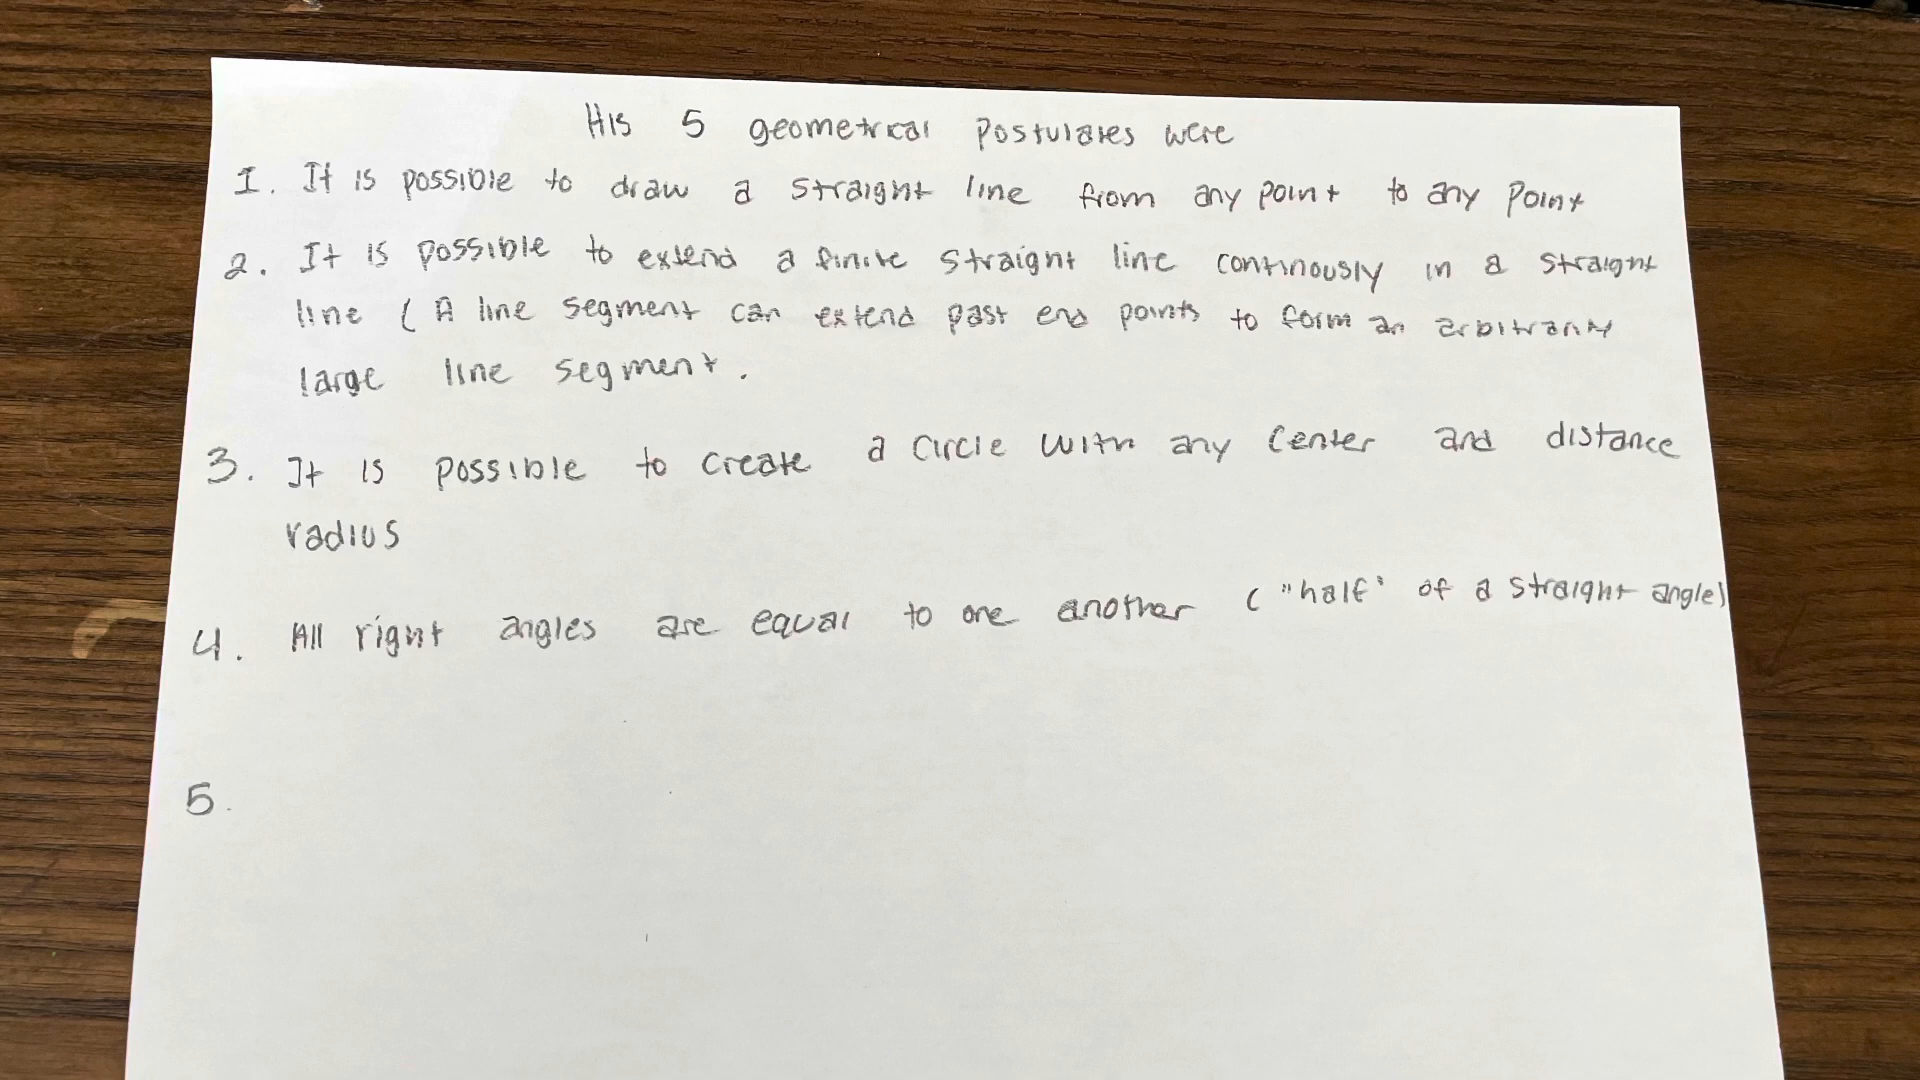 His 5 geometrical Postulates were
1. It is possible to draw a straight line from any point to any Point
2. It is possible to extend a finite straight line continously in a straight
line ( A line segment can extend past end points to form an arbitrarily
large line segment.
3. It is possible to create a circle with any center and distance
radius
4. All right angles are equal to one another ( "half" of a straight angle)
5.